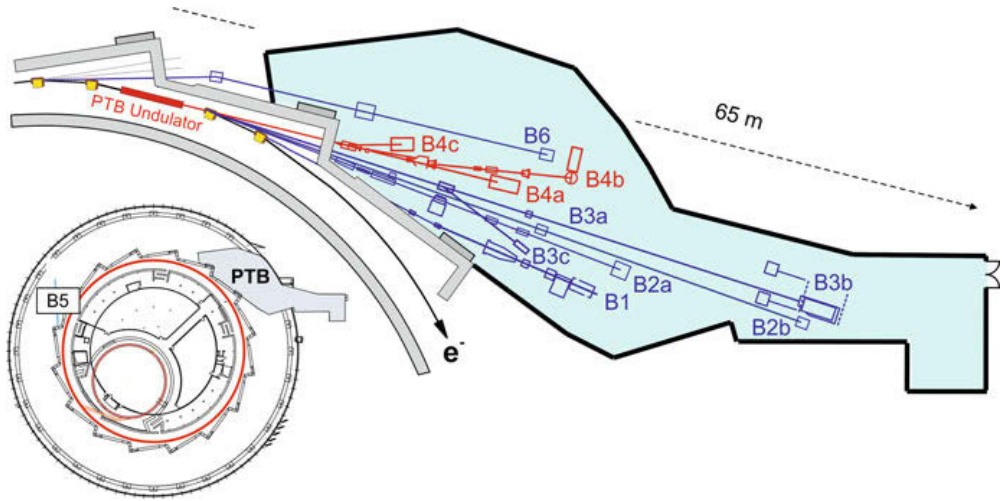 PTB Undulator
65 m
B6
B4c
B4b
B4a
B3a
B3c
B2a
B1
B3b
B2b
PTB
B5
e-